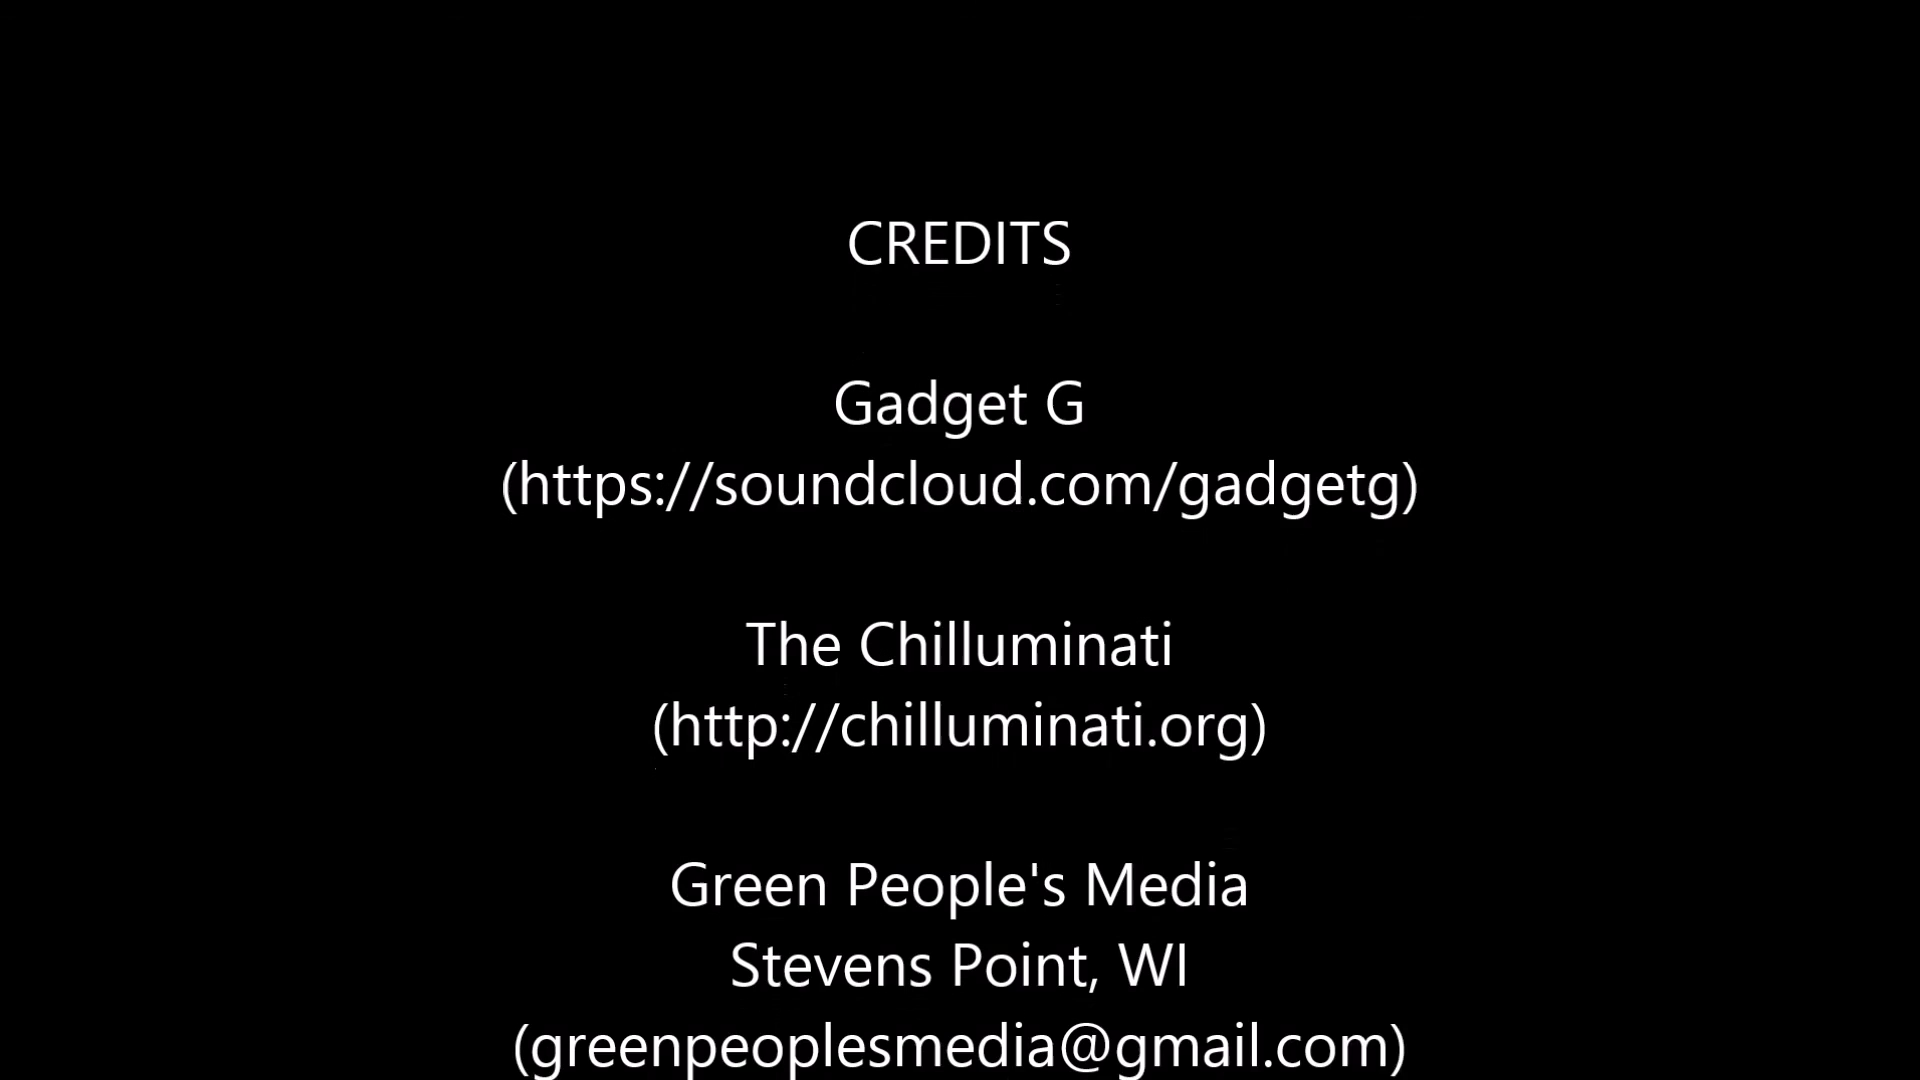 CREDITS
Gadget G
(https://soundcloud.com/gadgetg)
The Chilluminati
(http://chilluminati.org)
Green People's Media
Stevens Point, WI
(greenpeoplesmedia@gmail.com)